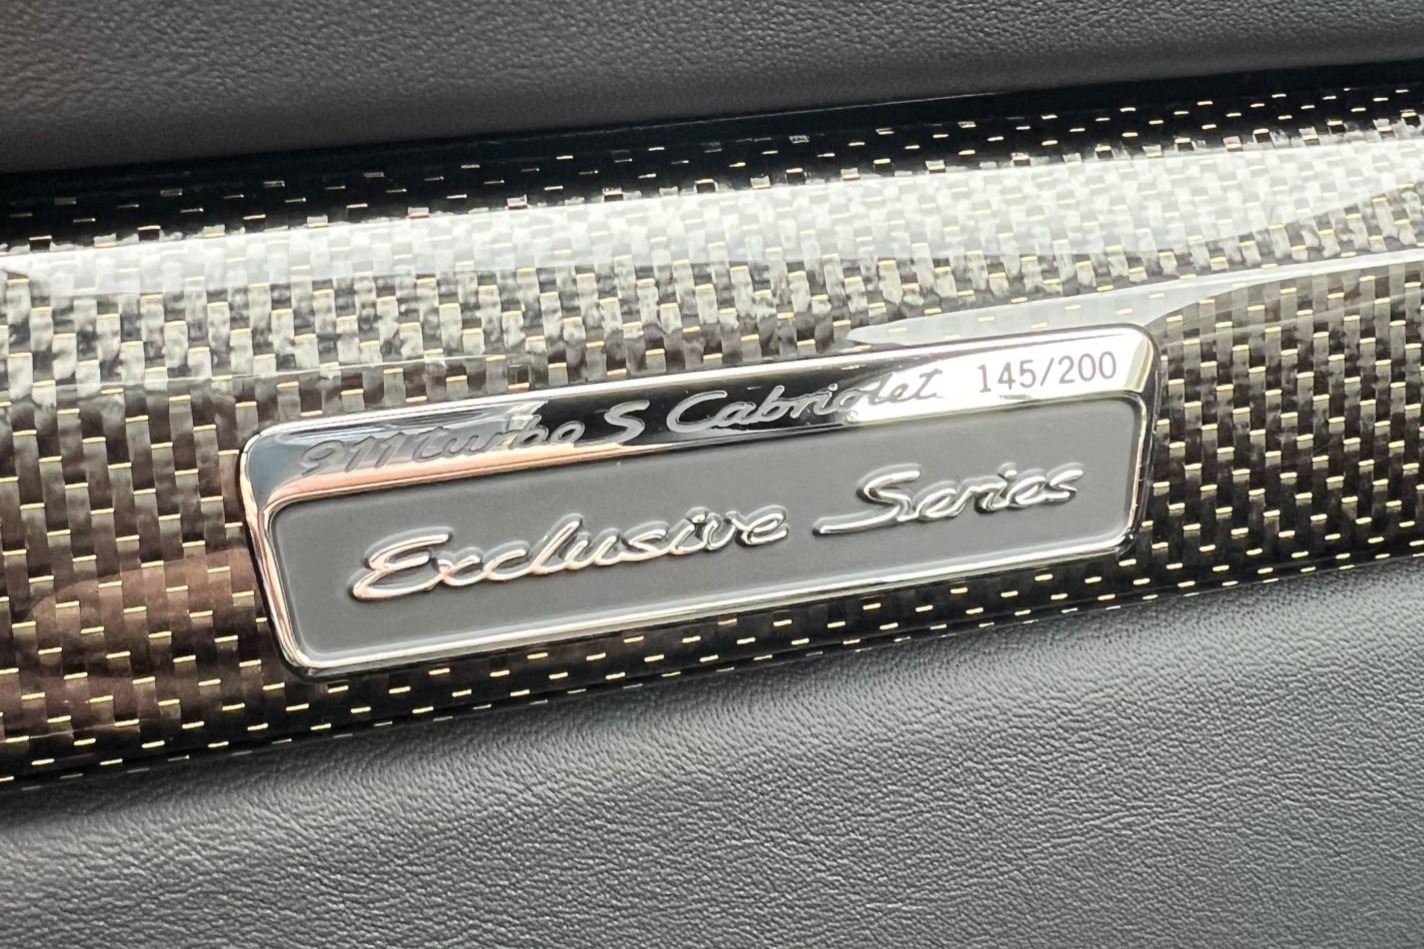 911 turbo S Cabriolet 145/200
Exclusive Series